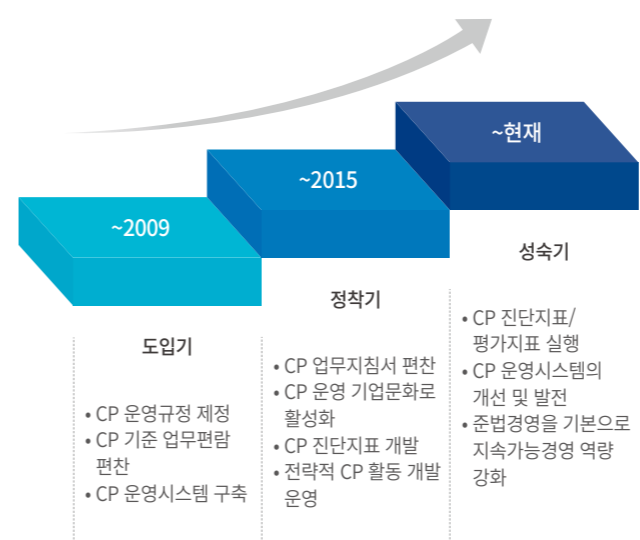 ~2009
도입기
• CP 운영규정 제정
• CP 기준 업무편람
편찬
• CP 운영시스템 구축
~2015
정착기
• CP 업무지침서 편찬
• CP 운영 기업문화로
활성화
• CP 진단지표 개발
• 전략적 CP 활동 개발
운영
~현재
성숙기
• CP 진단지표/
평가지표 실행
• CP 운영시스템의
개선 및 발전
• 준법경영을 기본으로
지속가능경영 역량
강화